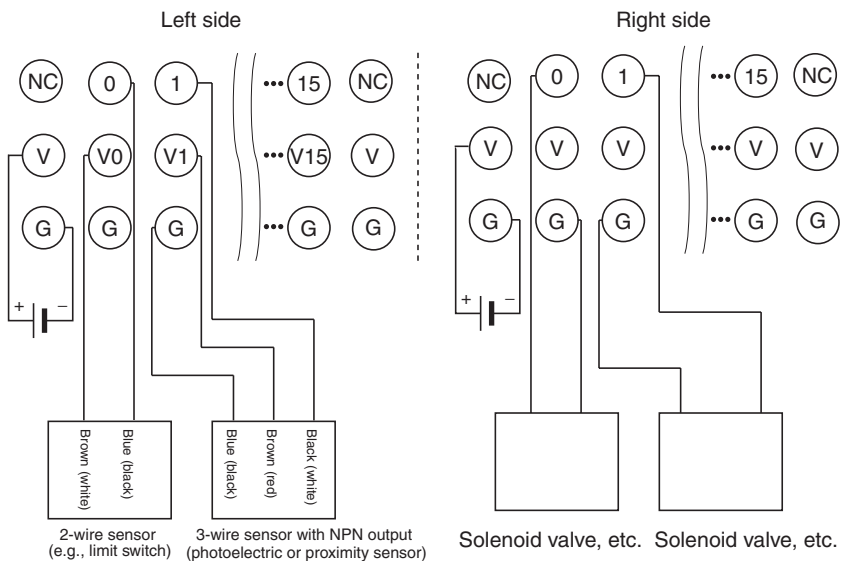 Left side
NC 0 1 ••• 15 NC
V V0 V1 ••• V15 V
G G G ••• G G
+ −
Brown (white)
Blue (black)
Blue (black)
Brown (red)
Black (white)
2-wire sensor
(e.g., limit switch)
3-wire sensor with NPN output
(photoelectric or proximity sensor)
Right side
NC 0 1 ••• 15 NC
V V V ••• V V
G G G ••• G G
+ −
Solenoid valve, etc.
Solenoid valve, etc.